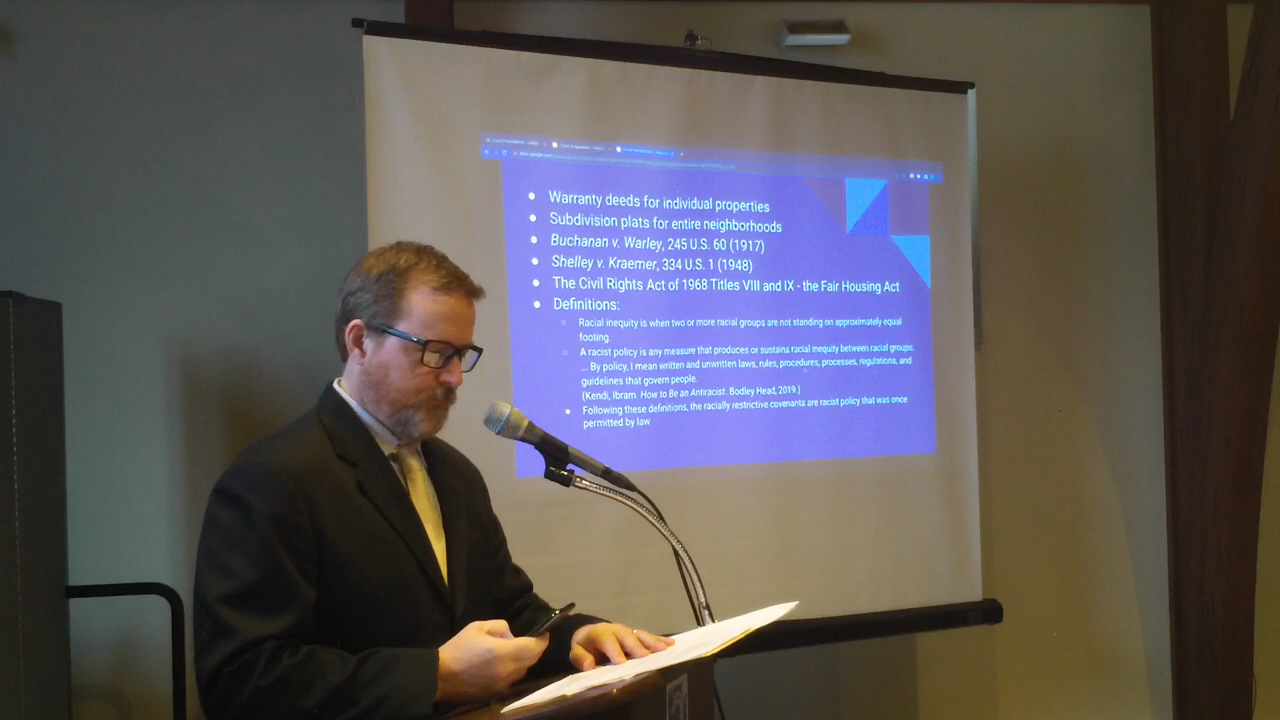 Warranty deeds for individual properties
Subdivision plats for entire neighborhoods
Buchanan v. Warley, 245 U.S. 60 (1917)
Shelley v. Kraemer, 334 U.S. 1 (1948)
The Civil Rights Act of 1968 Titles VIII and IX - the Fair Housing Act
Definitions:
Racial inequity is when two or more racial groups are not standing on approximately equal
footing.
A racist policy is any measure that produces or sustains racial inequity between racial groups.
... By policy, I mean written and unwritten laws, rules, procedures, processes, regulations, and
guidelines that govern people.
(Kendi, Ibram. How to Be an Antiracist. Bodley Head, 2019.)
Following these definitions, the racially restrictive covenants are racist policy that was once
permitted by law